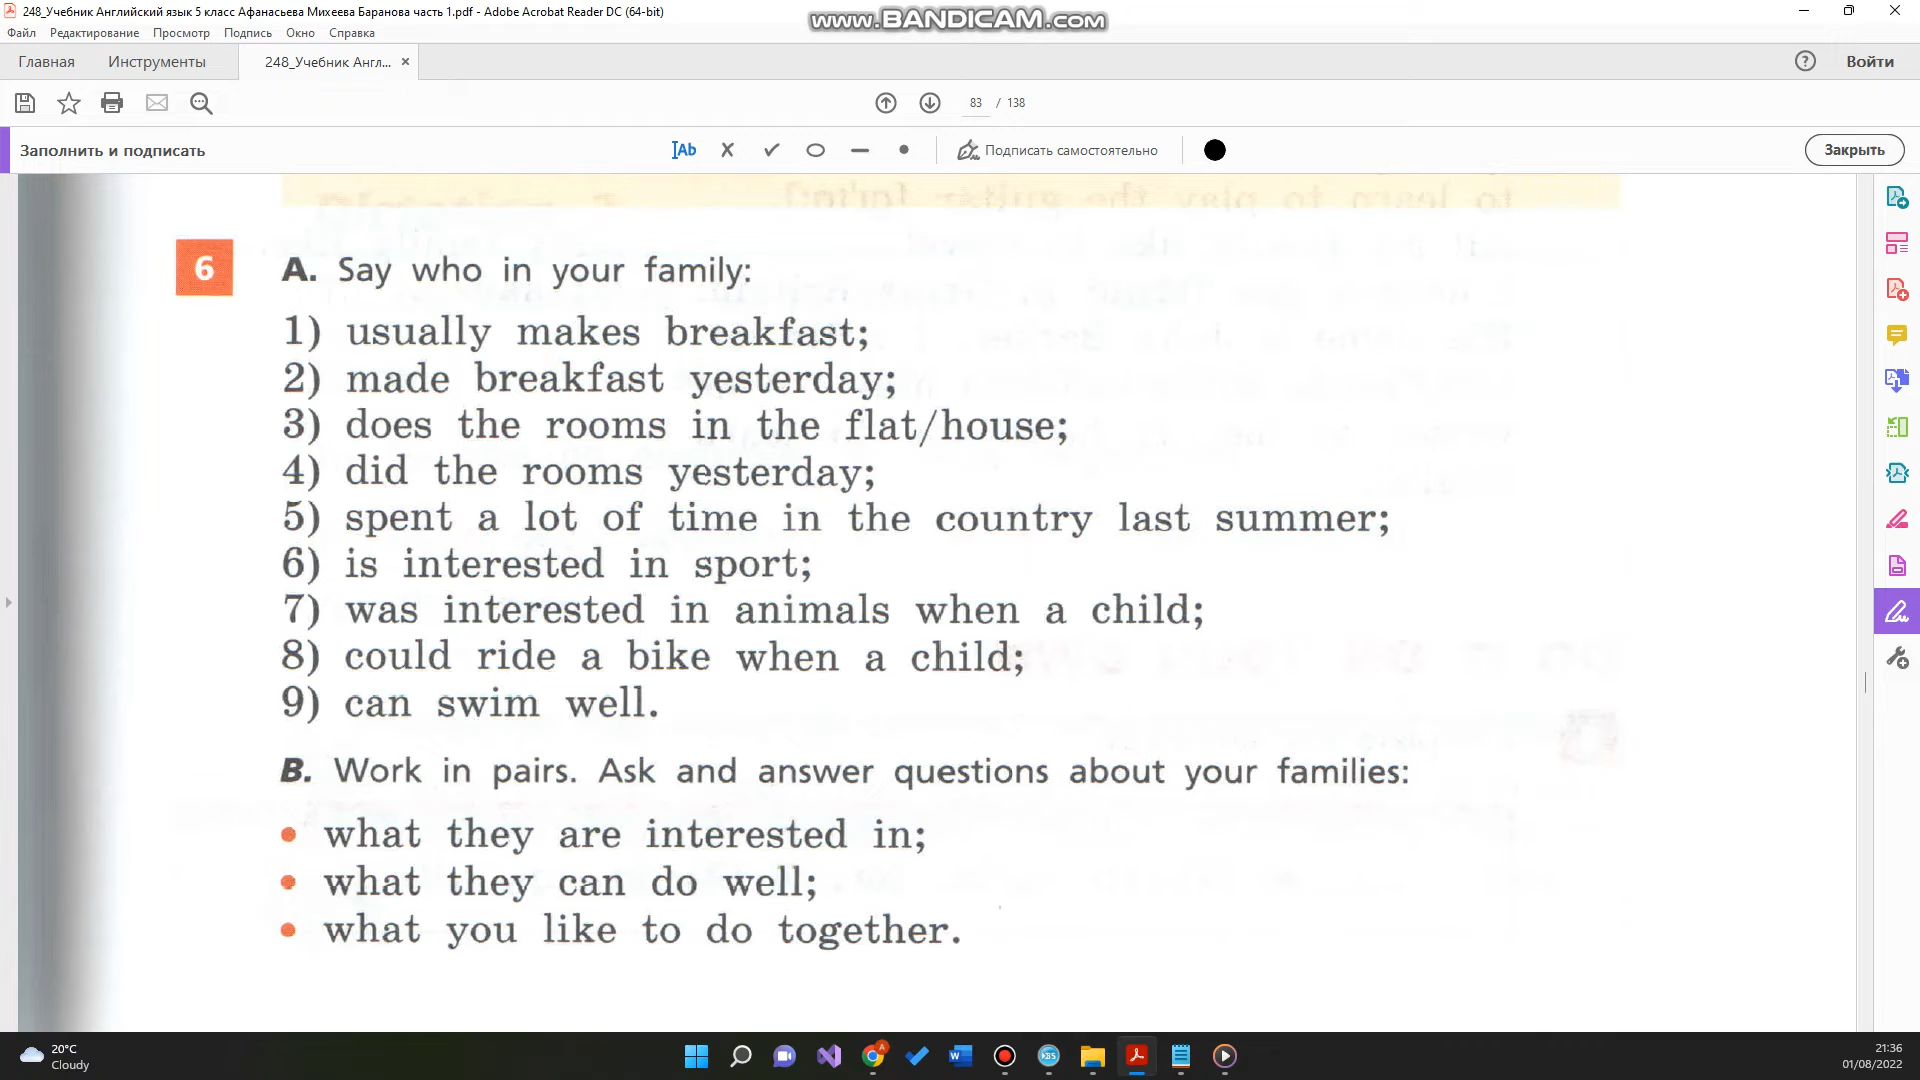 248_Учебник Английский язык 5 класс Афанасьева Михеева Баранова часть 1.pdf - Adobe Acrobat Reader DC (64-bit)
www.BANDICAM.com
Файл Редактирование Просмотр Подпись Окно Справка
Главная Инструменты 248_Учебник Англ... × ? Войти
83 / 138
Заполнить и подписать Ab Подписать самостоятельно Закрыть
6 A. Say who in your family:
1) usually makes breakfast;
2) made breakfast yesterday;
3) does the rooms in the flat/house;
4) did the rooms yesterday;
5) spent a lot of time in the country last summer;
6) is interested in sport;
7) was interested in animals when a child;
8) could ride a bike when a child;
9) can swim well.
B. Work in pairs. Ask and answer questions about your families:
• what they are interested in;
• what they can do well;
• what you like to do together.
20°C
Cloudy
21:36
01/08/2022